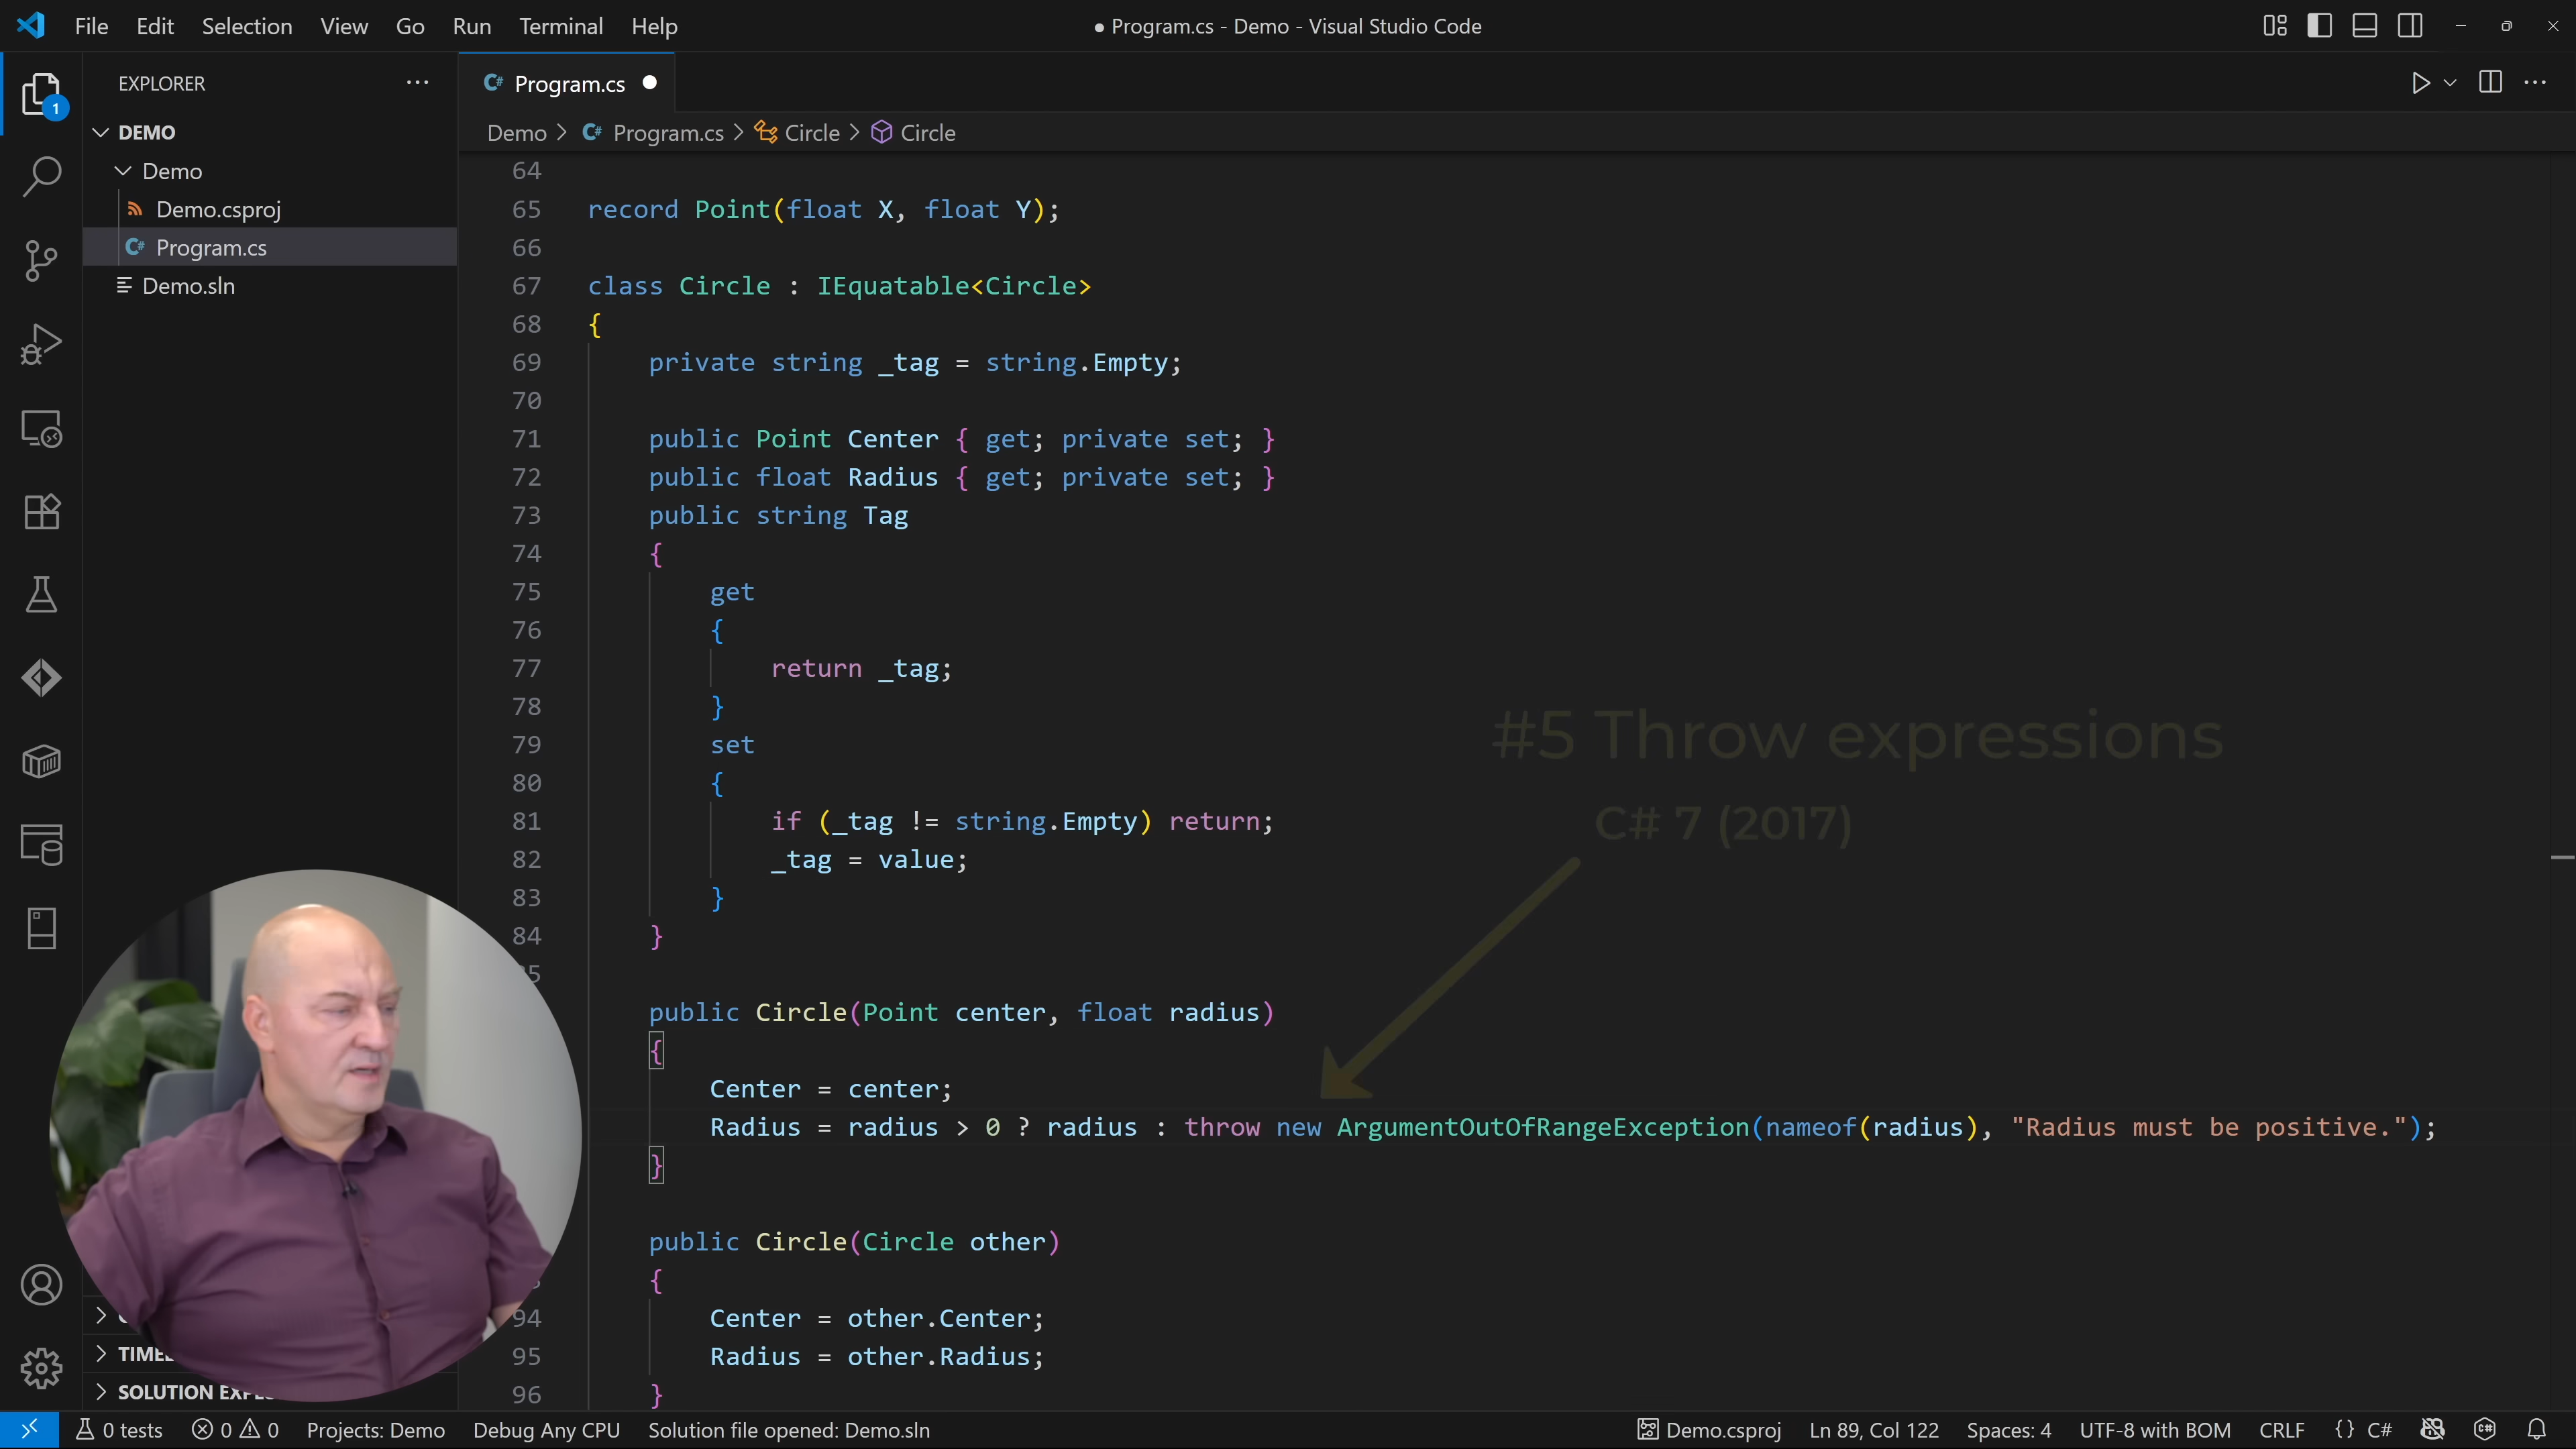 File Edit Selection View Go Run Terminal Help
● Program.cs - Demo - Visual Studio Code
1
EXPLORER
DEMO
Demo
Demo.csproj
Program.cs
Demo.sln
TIME
SOLUTION EXPL
C# Program.cs
Demo > C# Program.cs > Circle > Circle
64
65 record Point(float X, float Y);
66
67 class Circle : IEquatable<Circle>
68 {
69 private string _tag = string.Empty;
70
71 public Point Center { get; private set; }
72 public float Radius { get; private set; }
73 public string Tag
74 {
75 get
76 {
77 return _tag;
78 }
79 set
80 {
81 if (_tag != string.Empty) return;
82 _tag = value;
83 }
84 }
public Circle(Point center, float radius)
{
Center = center;
Radius = radius > 0 ? radius : throw new ArgumentOutOfRangeException(nameof(radius), "Radius must be positive.");
}
public Circle(Circle other)
{
94 Center = other.Center;
95 Radius = other.Radius;
96 }
#5 Throw expressions
C# 7 (2017)
0 tests 0 0 Projects: Demo Debug Any CPU Solution file opened: Demo.sln Demo.csproj Ln 89, Col 122 Spaces: 4 UTF-8 with BOM CRLF {} C#